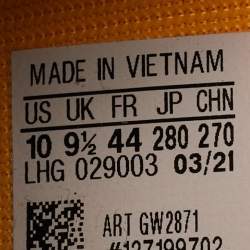 MADE IN VIETNAM
US UK FR JP CHN
10 9½ 44 280 270
LHG 029003 03/21
ART GW2871
#127199702